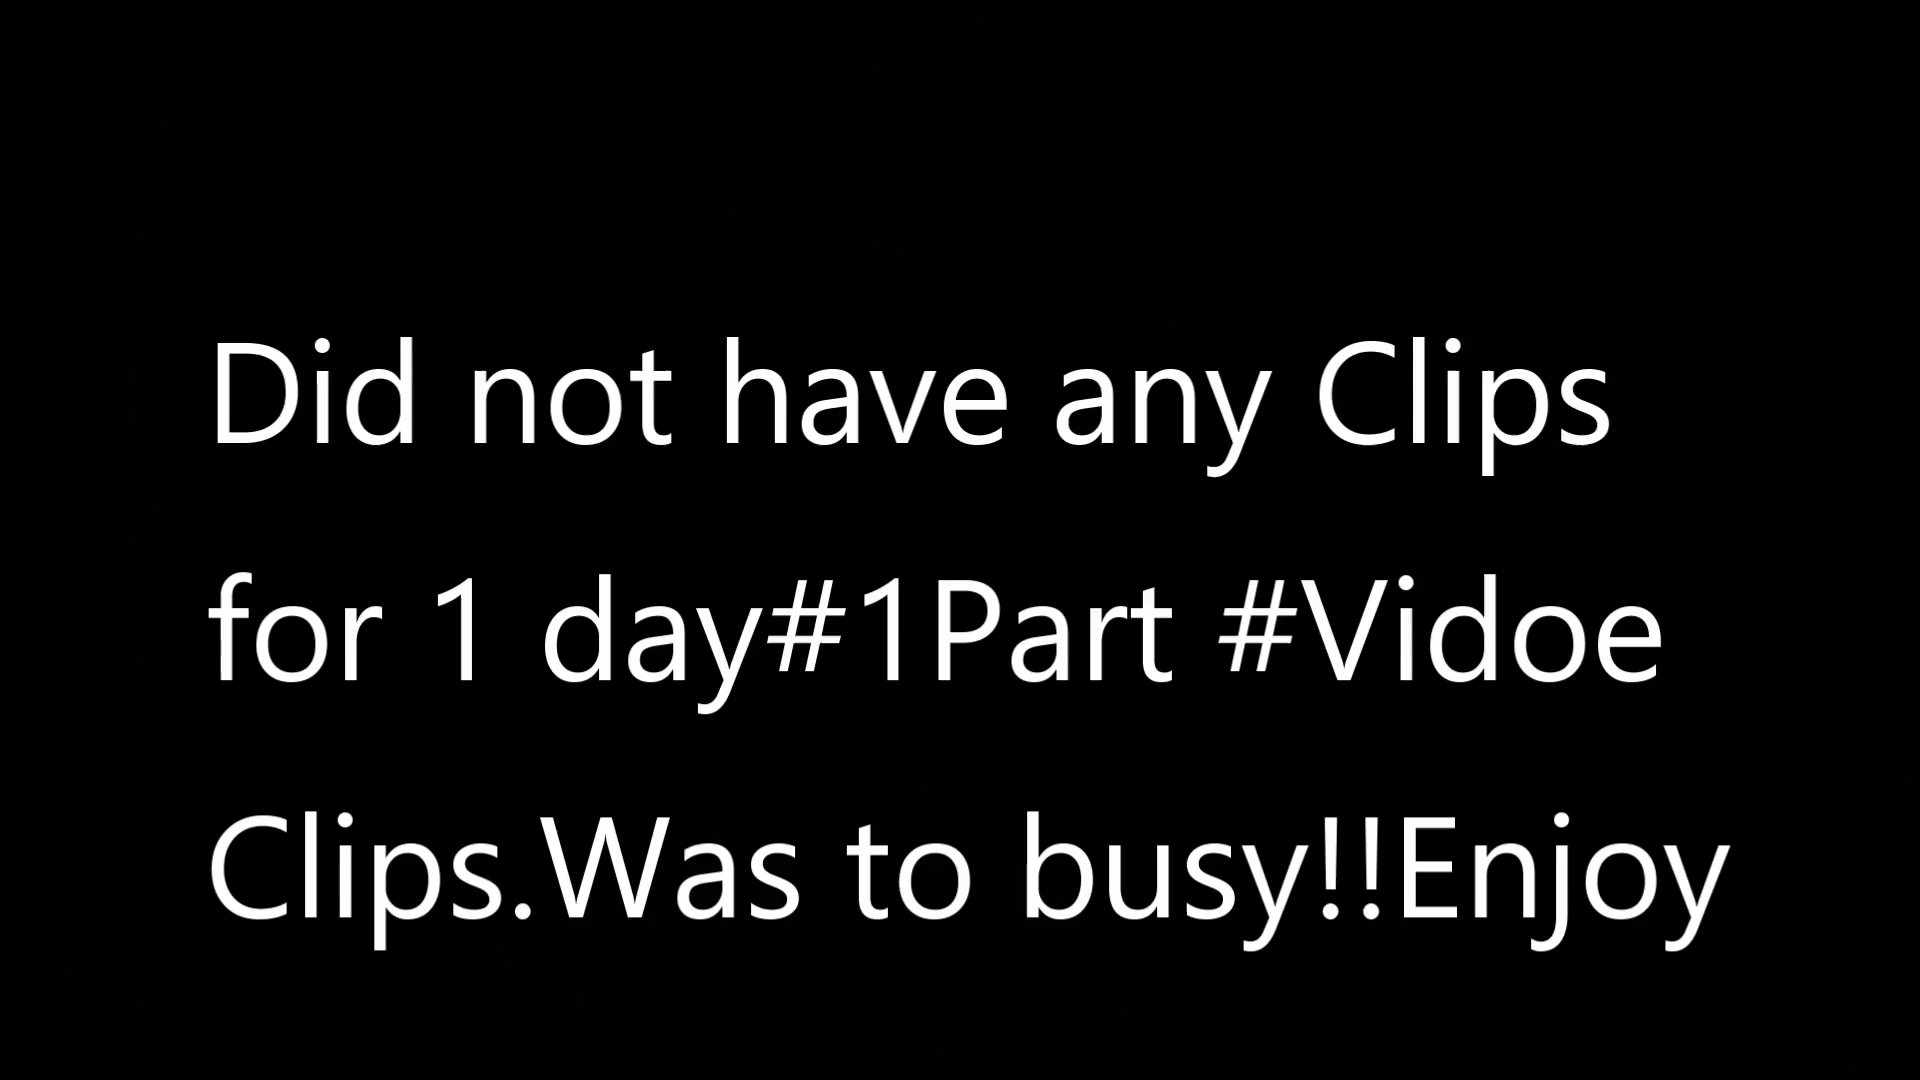 Did not have any Clips
for 1 day#1Part #Vidoe
Clips.Was to busy!!Enjoy